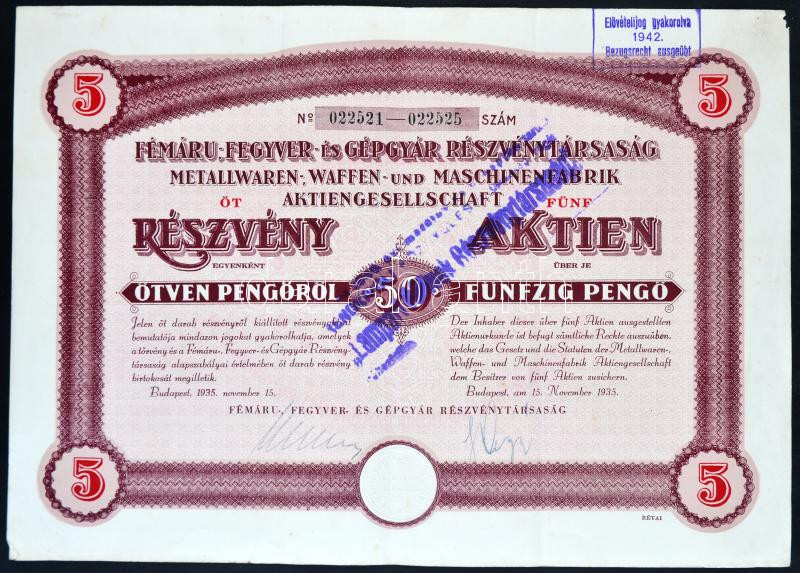 Elővételijog gyakorolva
1942.
Bezugsrecht ausgeübt
5
5
Nº 022521—022525 SZÁM
FÉMÁRU-, FEGYVER- ÉS GÉPGYÁR RÉSZVÉNYTÁRSASÁG
METALLWAREN-, WAFFEN- UND MASCHINENFABRIK
AKTIENGESELLSCHAFT
ÖT
FÜNF
RÉSZVÉNY
AKTIEN
EGYENKÉNT
ÜBER JE
ÖTVEN PENGŐRŐL
50
FÜNFZIG PENGŐ
Jelen öt darab részvényről kiállított részvényokirat
bemutatója mindazon jogokat gyakorolhatja, amelyek
a törvény és a Fémáru-, Fegyver- és Gépgyár Részvény-
társaság alapszabályai értelmében öt darab részvény
birtokosát megilletik.
Budapest, 1935. november 15.
Der Inhaber dieser über fünf Aktien ausgestellten
Aktienurkunde ist befugt sämtliche Rechte auszuüben,
welche das Gesetz und die Statuten der Metallwaren-,
Waffen- und Maschinenfabrik Aktiengesellschaft
dem Besitzer von fünf Aktien zusichern.
Budapest, am 15. November 1935.
FÉMÁRU-, FEGYVER- ÉS GÉPGYÁR RÉSZVÉNYTÁRSASÁG
5
5
RÉVAI